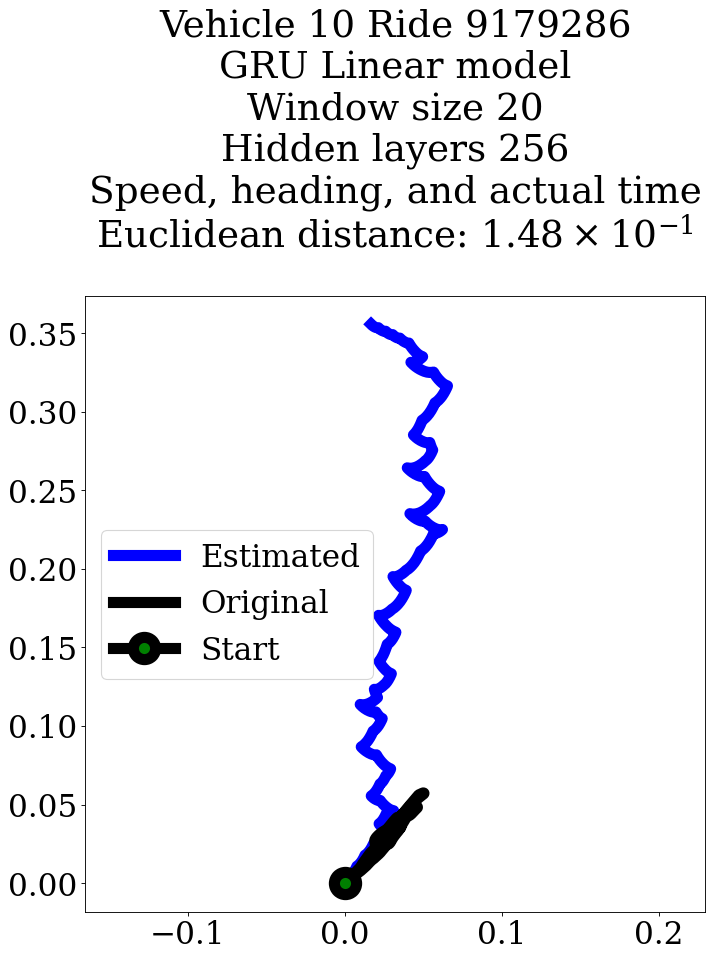 Vehicle 10 Ride 9179286
GRU Linear model
Window size 20
Hidden layers 256
Speed, heading, and actual time
Euclidean distance: 1.48 × 10⁻¹
0.35
0.30
0.25
0.20
0.15
0.10
0.05
0.00
Estimated
Original
Start
−0.1
0.0
0.1
0.2